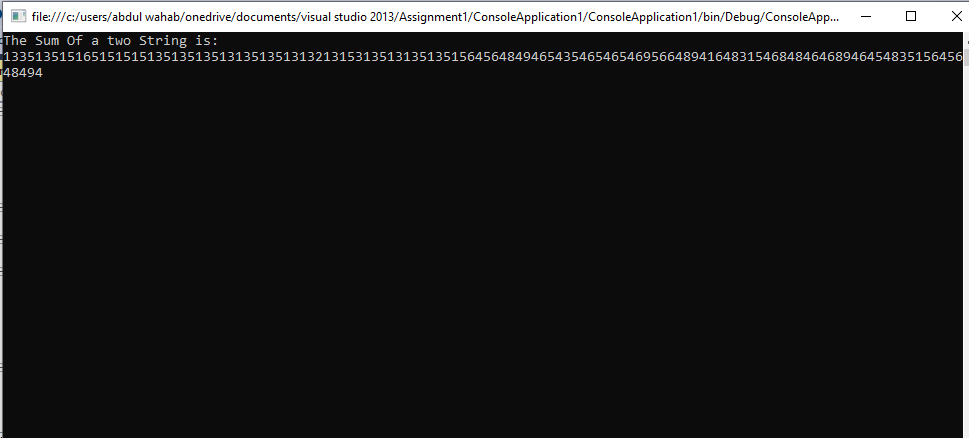 file:///c:/users/abdul wahab/onedrive/documents/visual studio 2013/Assignment1/ConsoleApplication1/ConsoleApplication1/bin/Debug/ConsoleApp...
The Sum Of a two String is:
133513515165151515135135135131351351313213153135131351351564564849465435465465469566489416483154684846468946454835156456
48494